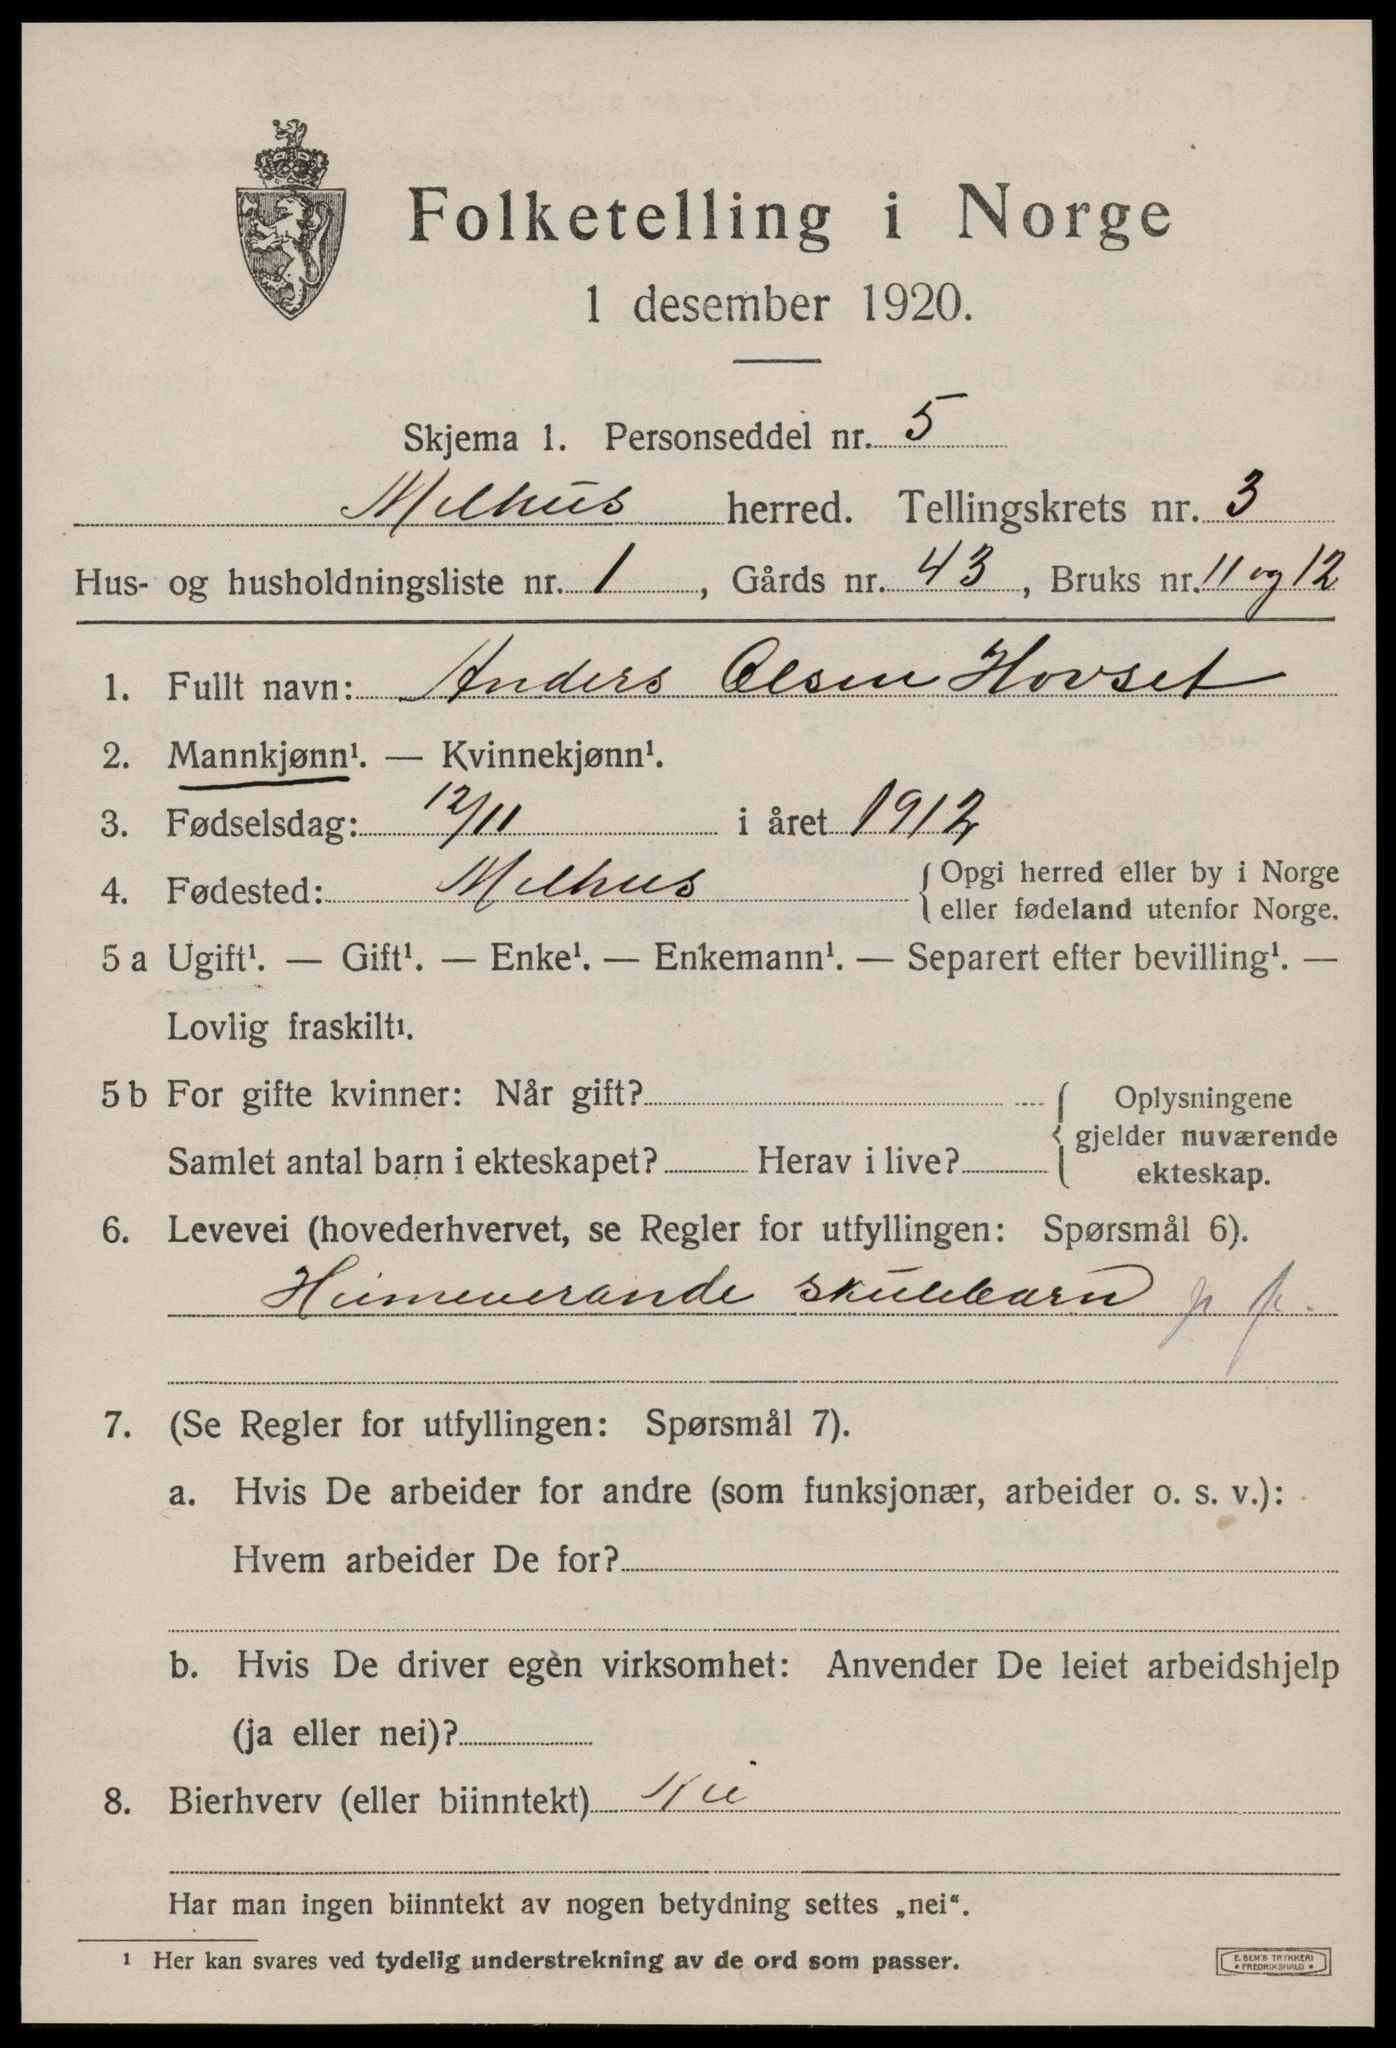 Folketelling i Norge
1 desember 1920.
Skjema 1. Personseddel nr. 5
Melhus herred. Tellingskrets nr. 3
Hus- og husholdningsliste nr. 1, Gårds nr. 43, Bruks nr. 11 og 12
1. Fullt navn: Anders Olsen Hovset
2. Mannkjønn¹. — Kvinnekjønn¹.
3. Fødselsdag: 12/11 i året 1912
4. Fødested: Melhus { Opgi herred eller by i Norge
eller fødeland utenfor Norge.
5 a Ugift¹. — Gift¹. — Enke¹. — Enkemann¹. — Separert efter bevilling¹. —
Lovlig fraskilt¹.
5 b For gifte kvinner: Når gift? { Oplysningene
gjelder nuværende
Samlet antal barn i ekteskapet? Herav i live?
ekteskap.
6. Levevei (hovederhvervet, se Regler for utfyllingen: Spørsmål 6).
Heimeverande skulebarn
7. (Se Regler for utfyllingen: Spørsmål 7).
a. Hvis De arbeider for andre (som funksjonær, arbeider o. s. v.):
Hvem arbeider De for?
b. Hvis De driver egen virksomhet: Anvender De leiet arbeidshjelp
(ja eller nei)?
8. Bierhverv (eller biinntekt) Nei
Har man ingen biinntekt av nogen betydning settes „nei“.
¹ Her kan svares ved tydelig understrekning av de ord som passer.
E. SEM'S TRYKKERI
• FREDRIKSHALD •